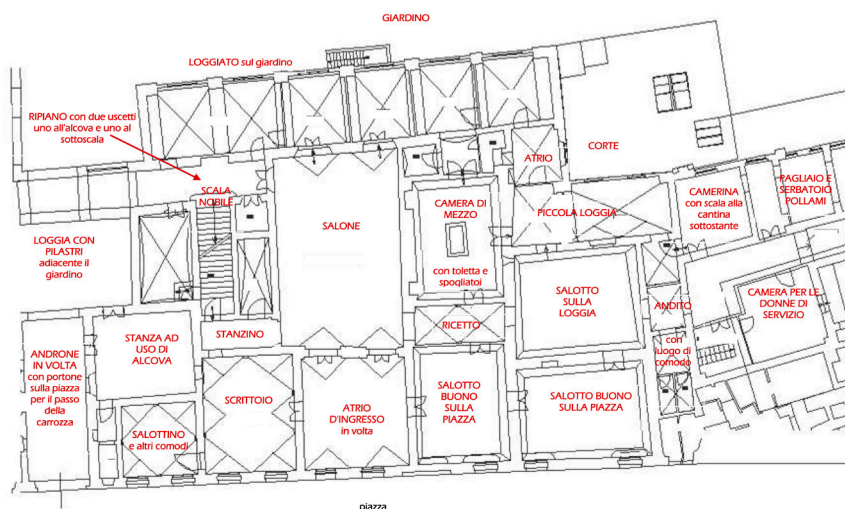 GIARDINO
LOGGIATO sul giardino
RIPIANO con due uscetti
uno all'alcova e uno al
sottoscala
ATRIO
CORTE
SCALA
NOBILE
CAMERA DI
MEZZO
con toletta e
spogliatoi
PICCOLA LOGGIA
CAMERINA
con scala alla
cantina
sottostante
PAGLIAIO E
SERBATOIO
POLLAMI
LOGGIA CON
PILASTRI
adiacente il
giardino
SALONE
SALOTTO
SULLA
LOGGIA
ANDITO
con
luogo di
comodo
CAMERA PER LE
DONNE DI
SERVIZIO
STANZINO
RICETTO
STANZA AD
USO DI
ALCOVA
ANDRONE
IN VOLTA
con portone
sulla piazza
per il passo
della
carrozza
SALOTTINO
e altri comodi
SCRITTOIO
ATRIO
D'INGRESSO
in volta
SALOTTO
BUONO
SULLA
PIAZZA
SALOTTO BUONO
SULLA PIAZZA
piazza